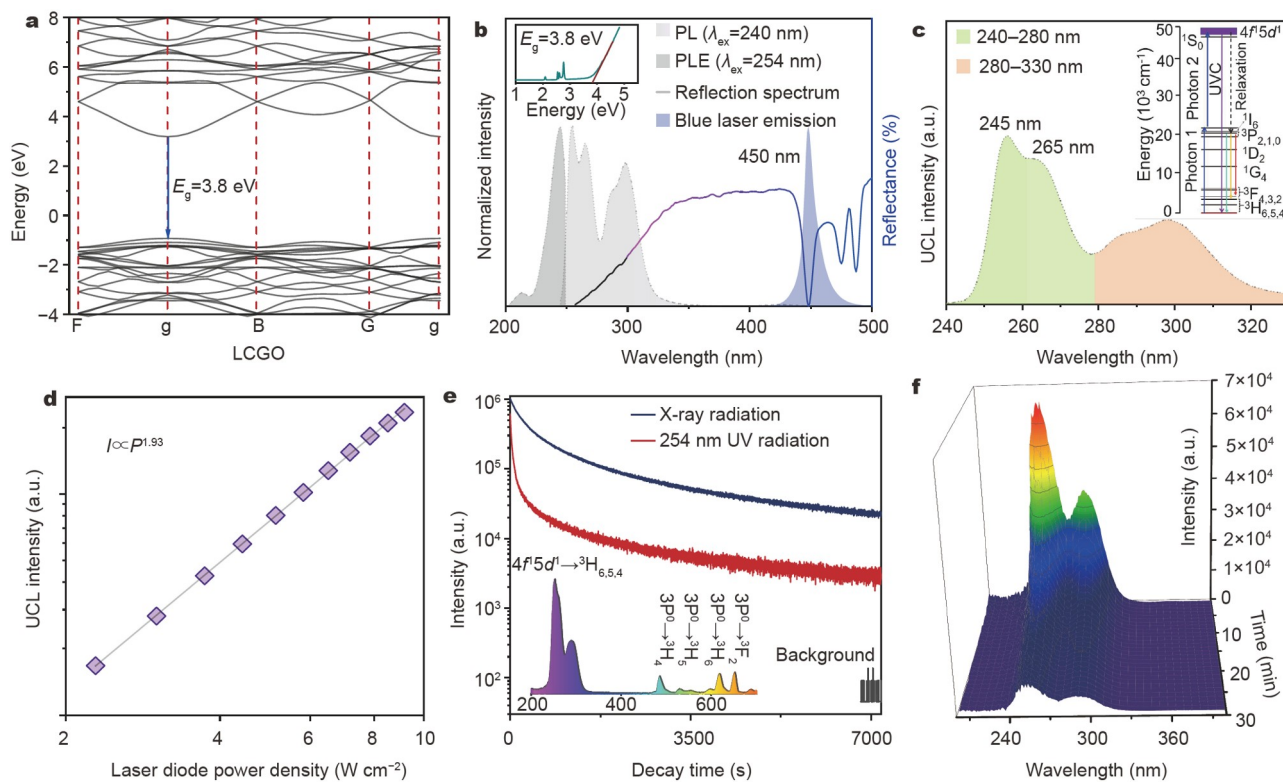 a
Energy (eV)
8
6
4
2
0
−2
−4
E_g=3.8 eV
F
g
B
G
g
LCGO
b
Normalized intensity
E_g=3.8 eV
1 2 3 4 5
Energy (eV)
PL (λ_ex=240 nm)
PLE (λ_ex=254 nm)
Reflection spectrum
Blue laser emission
450 nm
Reflectance (%)
200 300 400 500
Wavelength (nm)
c
240–280 nm
280–330 nm
UCL intensity (a.u.)
245 nm
265 nm
240 260 280 300 320
Wavelength (nm)
Energy (10³ cm⁻¹)
50
40
30
20
10
0
4f¹5d¹
¹S₀
Photon 2
UVC
Relaxation
Photon 1
¹I₆
³P₂,₁,₀
¹D₂
¹G₄
³F₄,₃,₂
³H₆,₅,₄
d
I∝P^1.93
UCL intensity (a.u.)
2 4 6 8 10
Laser diode power density (W cm⁻²)
e
Intensity (a.u.)
10⁶
10⁵
10⁴
10³
10²
X-ray radiation
254 nm UV radiation
4f¹5d¹→³H₆,₅,₄
3P⁰→³H₄
3P⁰→³H₅
3P⁰→³H₆
3P⁰→³F₂
Background
200 400 600
0 3500 7000
Decay time (s)
f
7×10⁴
6×10⁴
5×10⁴
4×10⁴
3×10⁴
2×10⁴
1×10⁴
0
Intensity (a.u.)
10
20
30
Time (min)
240 300 360
Wavelength (nm)